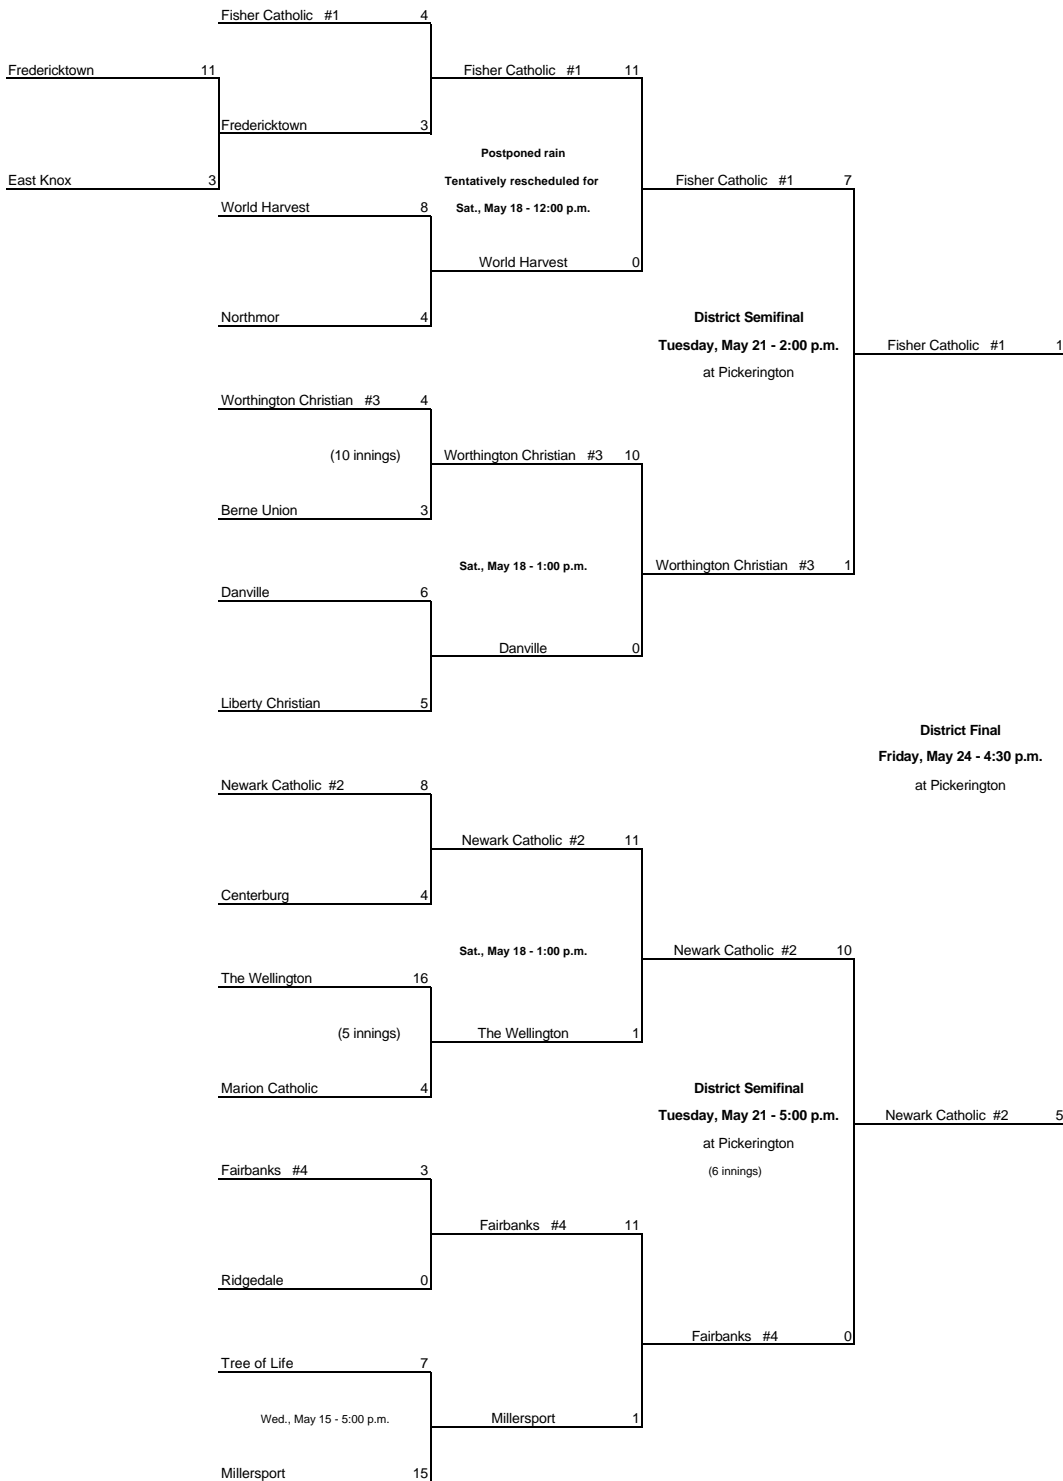 Fisher Catholic #1 4
Fredericktown 11 Fisher Catholic #1 11
Fredericktown 3
Postponed rain
East Knox 3 Tentatively rescheduled for Fisher Catholic #1 7
World Harvest 8 Sat., May 18 - 12:00 p.m.
World Harvest 0
Northmor 4 District Semifinal
Tuesday, May 21 - 2:00 p.m. Fisher Catholic #1 1
at Pickerington
Worthington Christian #3 4
(10 innings) Worthington Christian #3 10
Berne Union 3
Sat., May 18 - 1:00 p.m. Worthington Christian #3 1
Danville 6
Danville 0
Liberty Christian 5
District Final
Friday, May 24 - 4:30 p.m.
Newark Catholic #2 8 at Pickerington
Newark Catholic #2 11
Centerburg 4
Sat., May 18 - 1:00 p.m. Newark Catholic #2 10
The Wellington 16
(5 innings) The Wellington 1
Marion Catholic 4 District Semifinal
Tuesday, May 21 - 5:00 p.m. Newark Catholic #2 5
at Pickerington
Fairbanks #4 3 (6 innings)
Fairbanks #4 11
Ridgedale 0
Fairbanks #4 0
Tree of Life 7
Wed., May 15 - 5:00 p.m. Millersport 1
Millersport 15